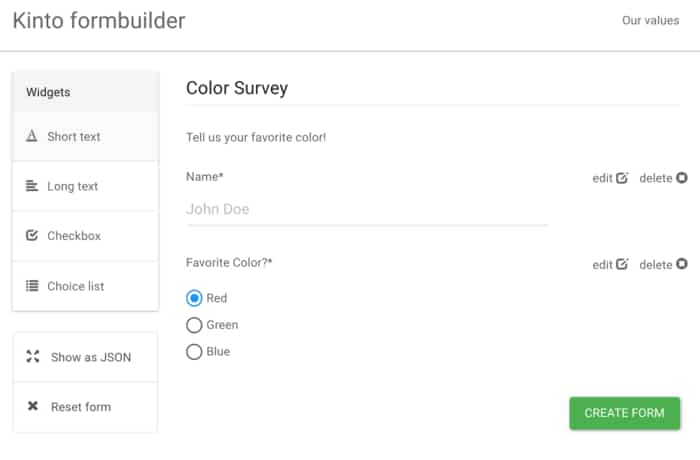 Kinto formbuilder
Our values
Widgets
Short text
Long text
Checkbox
Choice list
Show as JSON
Reset form
Color Survey
Tell us your favorite color!
Name*
edit delete
John Doe
Favorite Color?*
edit delete
Red
Green
Blue
CREATE FORM